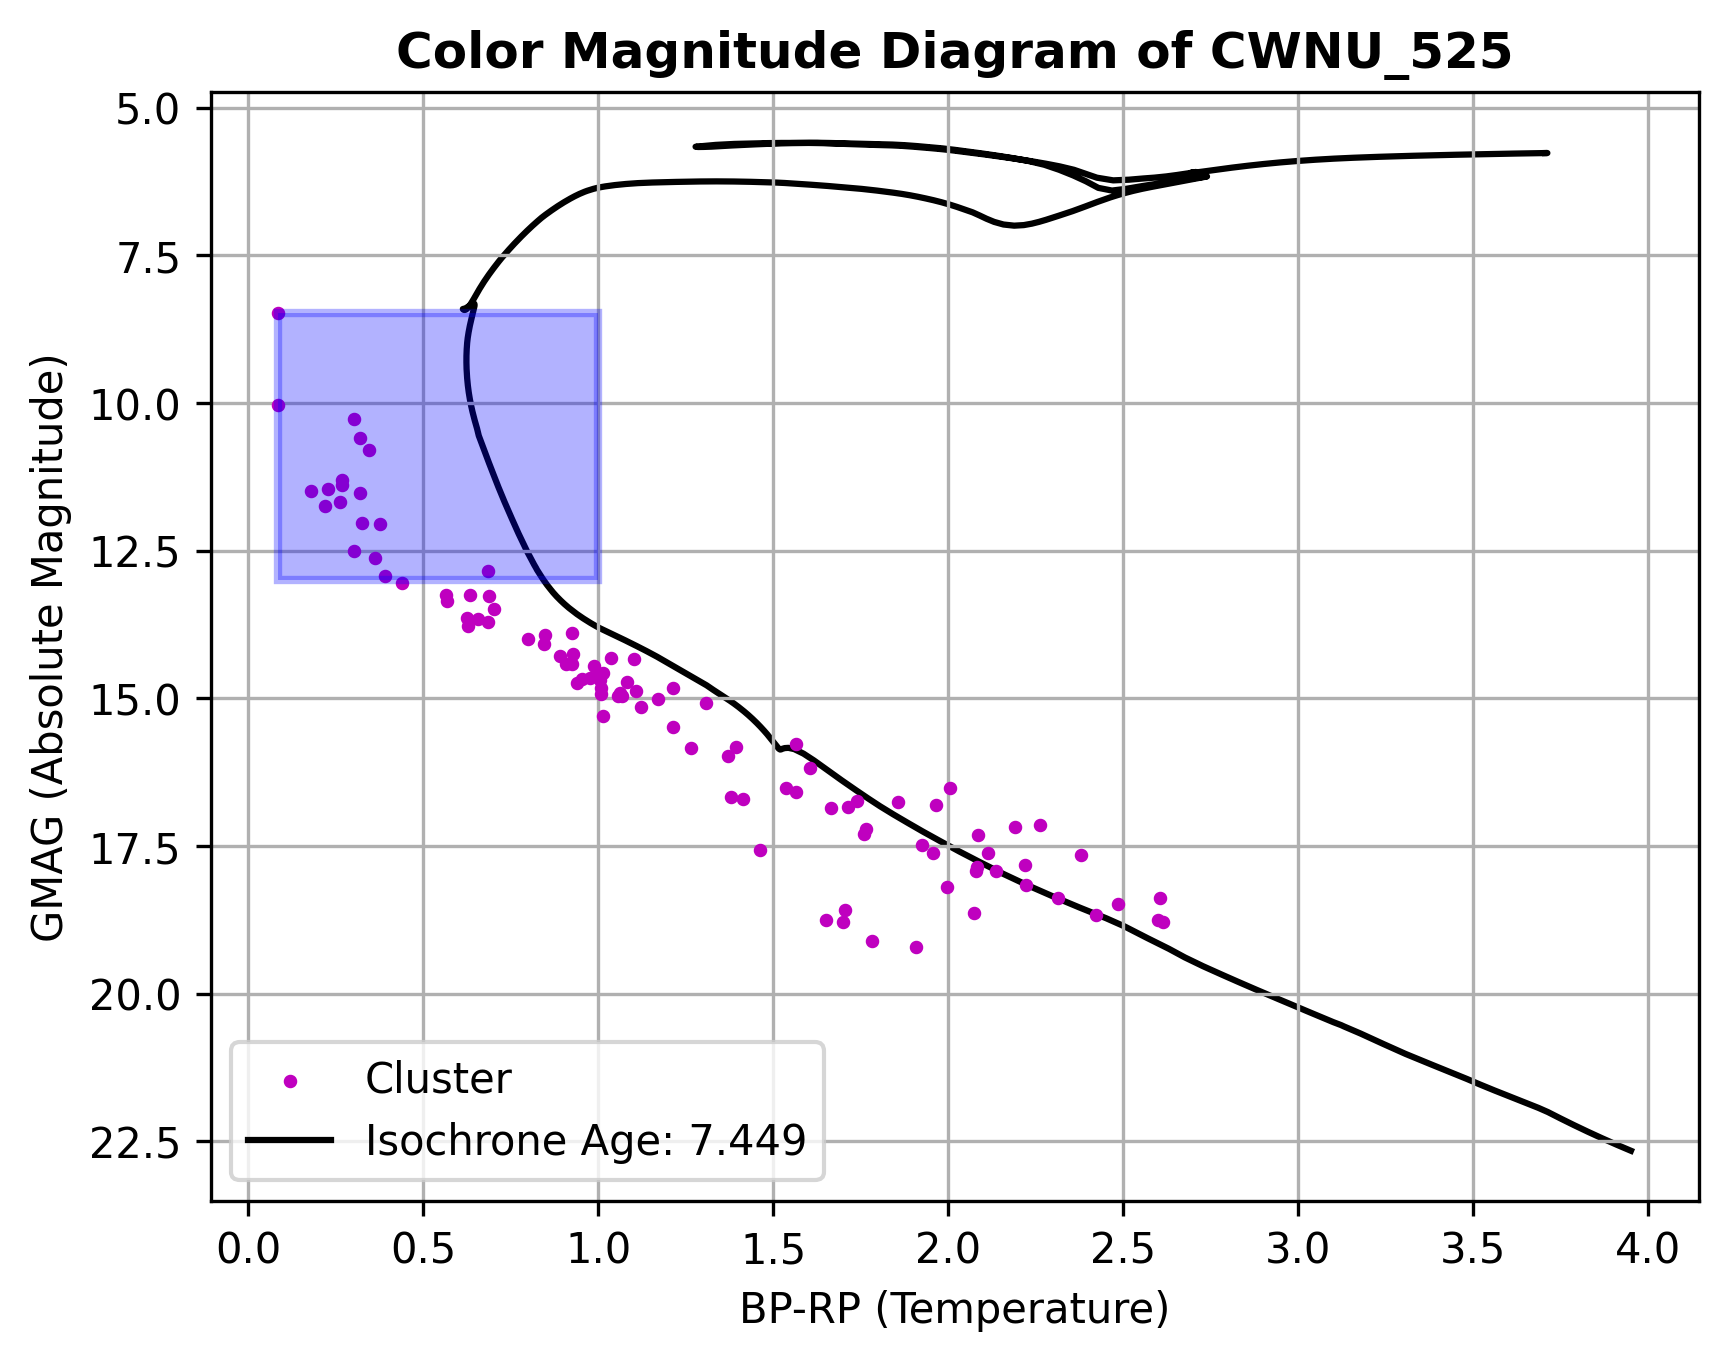 Color Magnitude Diagram of CWNU_525
GMAG (Absolute Magnitude)
5.0
7.5
10.0
12.5
15.0
17.5
20.0
22.5
Cluster
Isochrone Age: 7.449
0.0 0.5 1.0 1.5 2.0 2.5 3.0 3.5 4.0
BP-RP (Temperature)